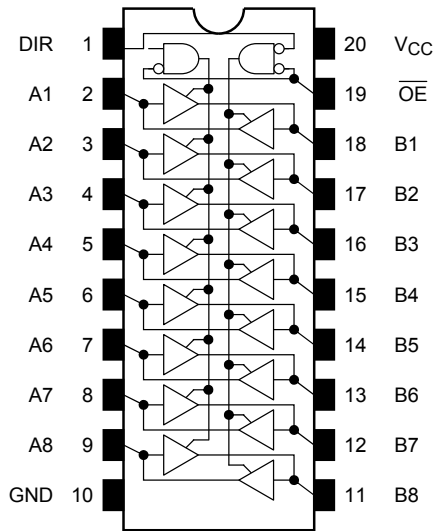 DIR 1 20 V_CC
A1 2 19 O̅E̅
A2 3 18 B1
A3 4 17 B2
A4 5 16 B3
A5 6 15 B4
A6 7 14 B5
A7 8 13 B6
A8 9 12 B7
GND 10 11 B8